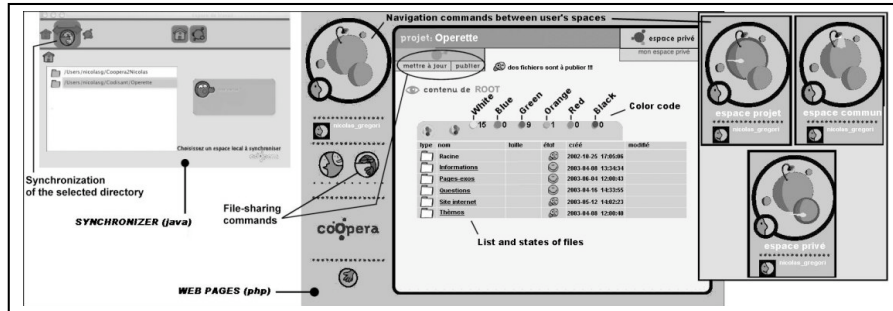 Navigation commands between user's spaces
/Users/nicolasg/Coopera2Nicolas
/Users/nicolasg/Codisant/Operette
Choisissez un espace local à synchroniser
Synchronization
of the selected directory
SYNCHRONIZER (java)
File-sharing
commands
WEB PAGES (php)
nicolas_gregori
coOpera
projet: Operette
espace privé
mon espace privé
mettre à jour publier
des fichiers sont à publier !!!
contenu de ROOT
White Blue Green Orange Red Black
Color code
15 0 9 1 0 0
type nom taille état créé modifié
Racine 2002-10-26 17:05:06
Informations 2003-04-08 13:34:34
Pages-exos 2003-06-04 12:00:43
Questions 2003-04-16 14:33:55
Site internet 2003-05-12 14:02:23
Thèmes 2003-04-08 12:00:40
List and states of files
espace projet
nicolas_gregori
espace commun
nicolas_gregori
espace privé
nicolas_gregori